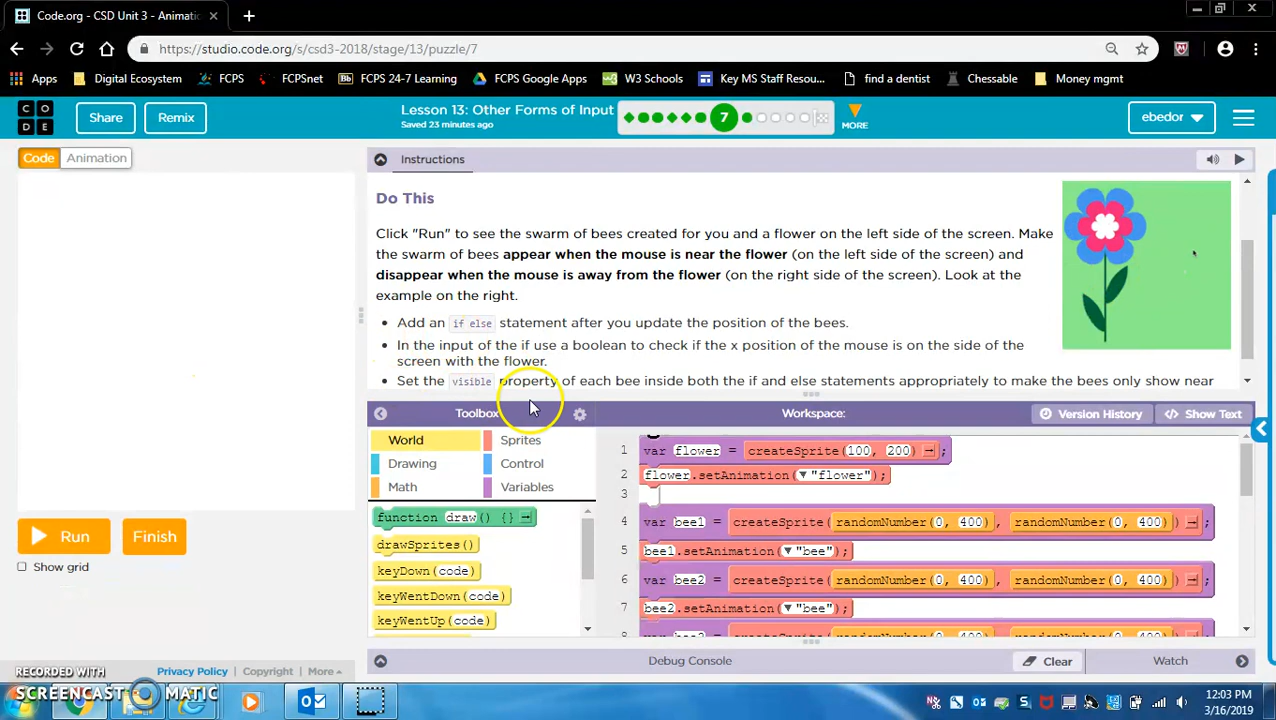 Code.org - CSD Unit 3 - Animatio
https://studio.code.org/s/csd3-2018/stage/13/puzzle/7
Apps Digital Ecosystem FCPS FCPSnet Bb FCPS 24-7 Learning FCPS Google Apps W3 Schools Key MS Staff Resou... find a dentist Chessable Money mgmt
C O
D E
Share
Remix
Lesson 13: Other Forms of Input
Saved 23 minutes ago
7
MORE
ebedor
Code
Animation
Instructions
Do This
Click "Run" to see the swarm of bees created for you and a flower on the left side of the screen. Make
the swarm of bees appear when the mouse is near the flower (on the left side of the screen) and
disappear when the mouse is away from the flower (on the right side of the screen). Look at the
example on the right.
Add an if else statement after you update the position of the bees.
In the input of the if use a boolean to check if the x position of the mouse is on the side of the
screen with the flower.
Set the visible property of each bee inside both the if and else statements appropriately to make the bees only show near
Toolbox
Workspace:
Version History
</> Show Text
World
Sprites
Drawing
Control
Math
Variables
function draw() {}
drawSprites()
keyDown(code)
keyWentDown(code)
keyWentUp(code)
1 var flower = createSprite(100, 200);
2 flower.setAnimation("flower");
3
4 var bee1 = createSprite(randomNumber(0, 400), randomNumber(0, 400));
5 bee1.setAnimation("bee");
6 var bee2 = createSprite(randomNumber(0, 400), randomNumber(0, 400));
7 bee2.setAnimation("bee");
Run
Finish
Show grid
Debug Console
Clear
Watch
Privacy Policy | Copyright | More
RECORDED WITH
SCREENCAST MATIC
12:03 PM
3/16/2019